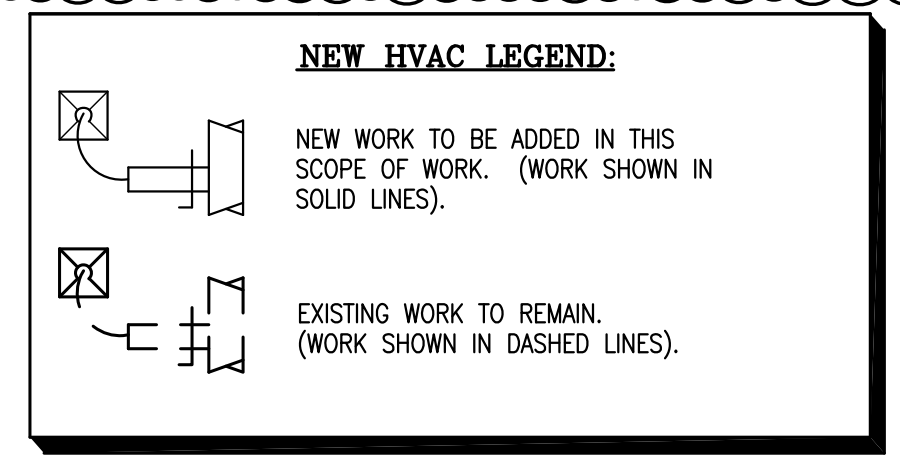 NEW HVAC LEGEND:
NEW WORK TO BE ADDED IN THIS
SCOPE OF WORK. (WORK SHOWN IN
SOLID LINES).
EXISTING WORK TO REMAIN.
(WORK SHOWN IN DASHED LINES).